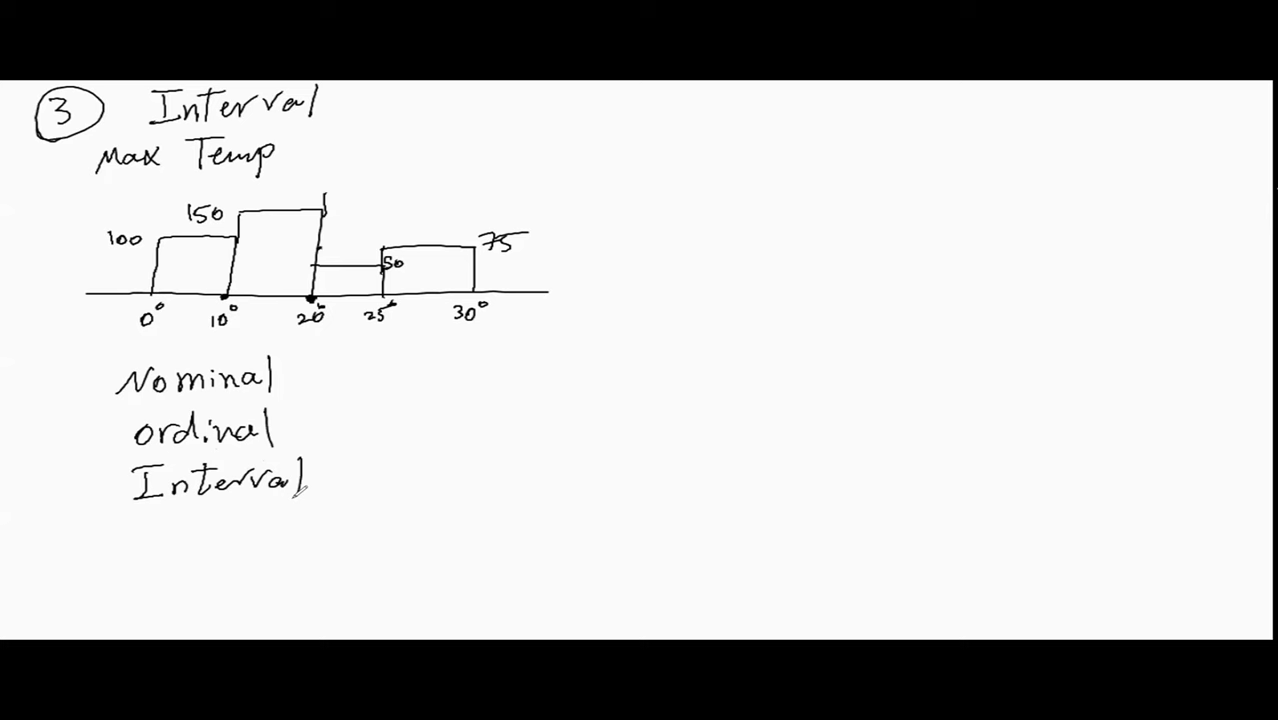 3 Interval
Max Temp
150
100
75
50
0° 10° 20° 25° 30°
Nominal
ordinal
Interval